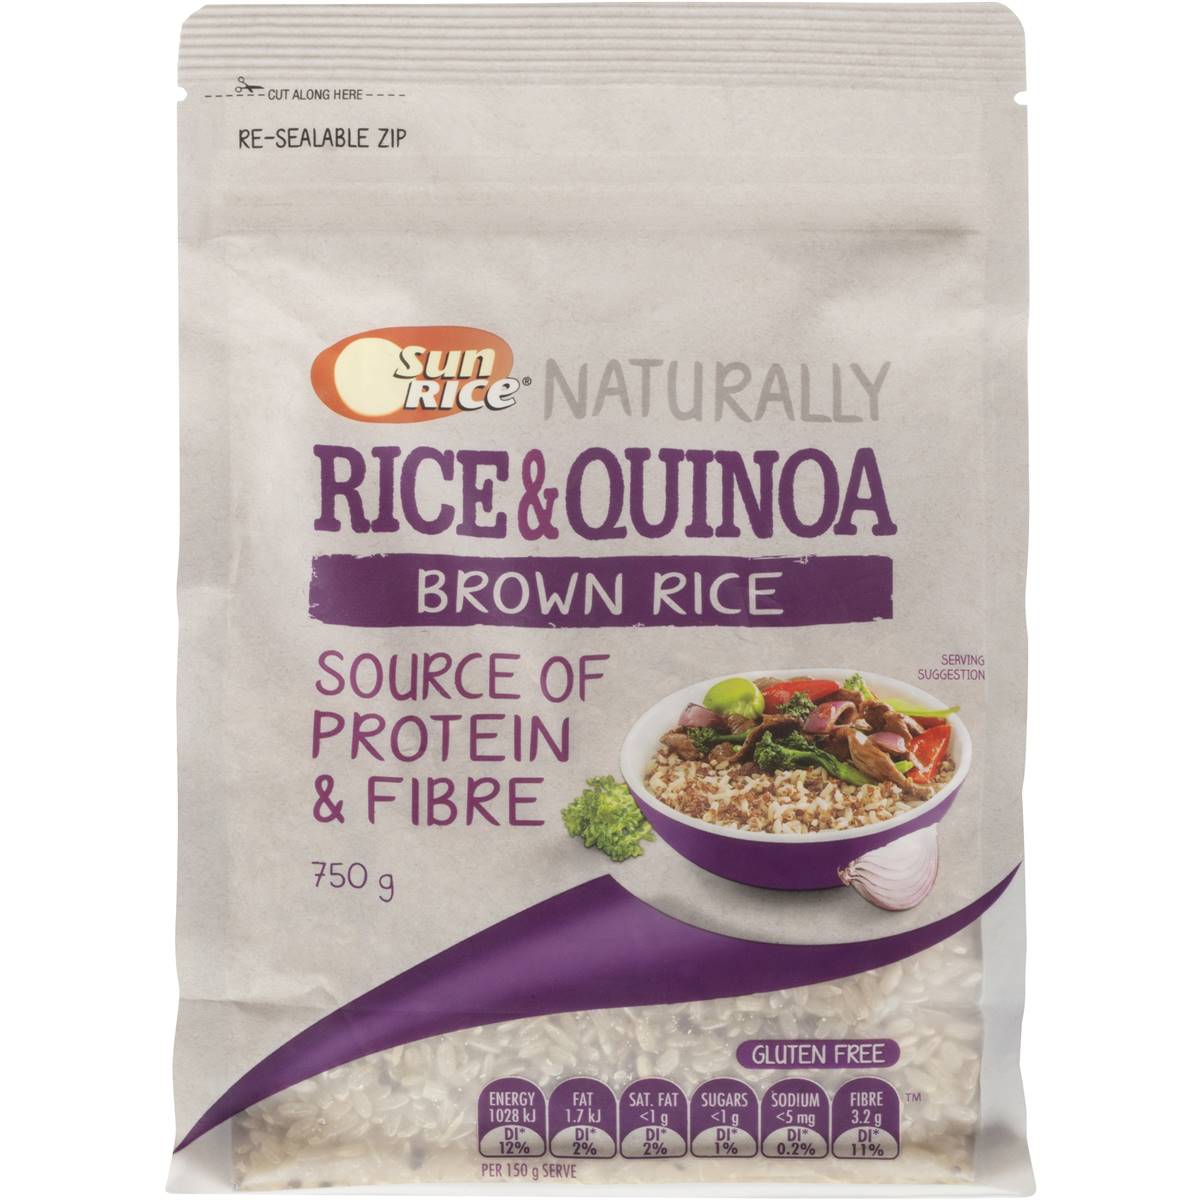 CUT ALONG HERE
RE-SEALABLE ZIP
Sun
RICe® NATURALLY
RICE & QUINOA
BROWN RICE
SOURCE OF
PROTEIN
& FIBRE
750 g
SERVING
SUGGESTION
GLUTEN FREE
ENERGY FAT SAT. FAT SUGARS SODIUM FIBRE ™
1028 kJ 1.7 kJ <1 g <1 g <5 mg 3.2 g
DI* DI* DI* DI* DI* DI*
12% 2% 2% 1% 0.2% 11%
PER 150 g SERVE